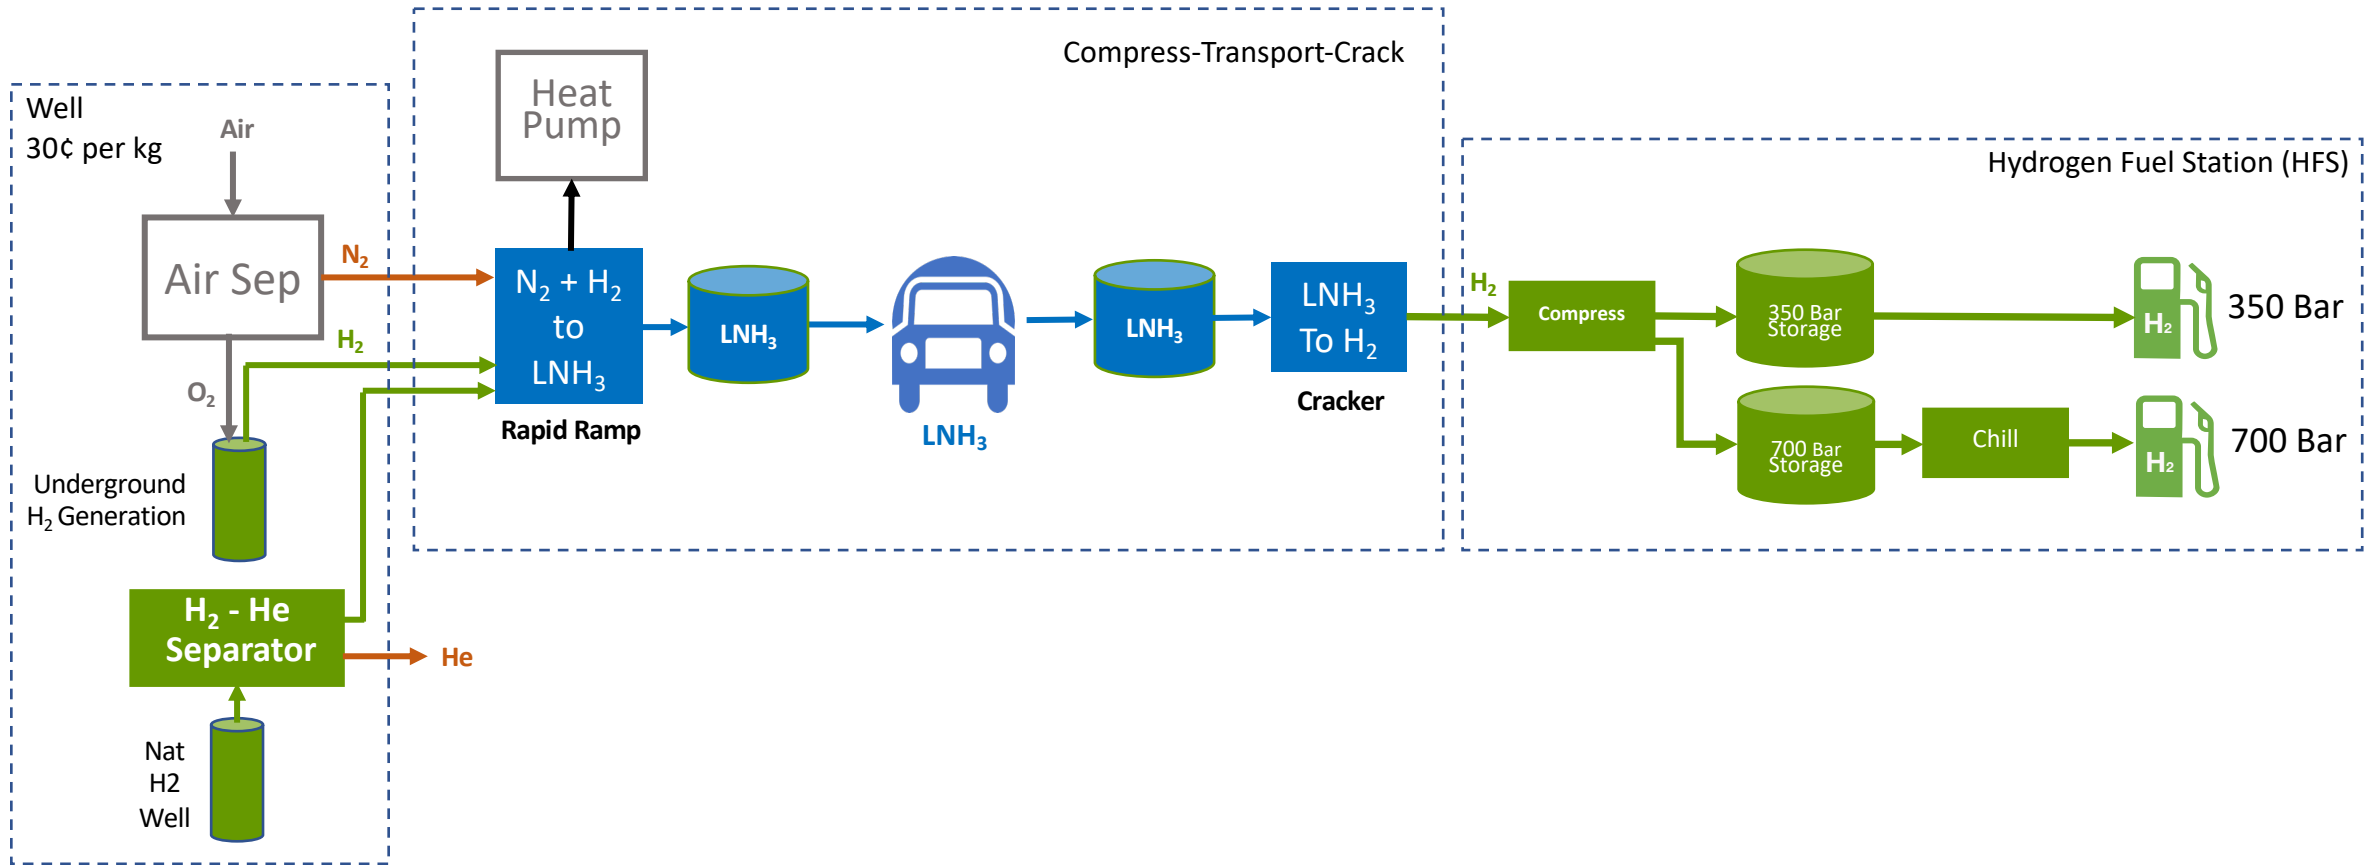 Compress-Transport-Crack
Well
30¢ per kg
Air
Air Sep
N₂
H₂
O₂
Underground
H₂ Generation
H₂ - He
Separator
He
Nat
H2
Well
Heat
Pump
N₂ + H₂
to
LNH₃
Rapid Ramp
LNH₃
LNH₃
LNH₃
LNH₃
To H₂
Cracker
Hydrogen Fuel Station (HFS)
H₂
Compress
350 Bar
Storage
H₂
350 Bar
700 Bar
Storage
Chill
H₂
700 Bar